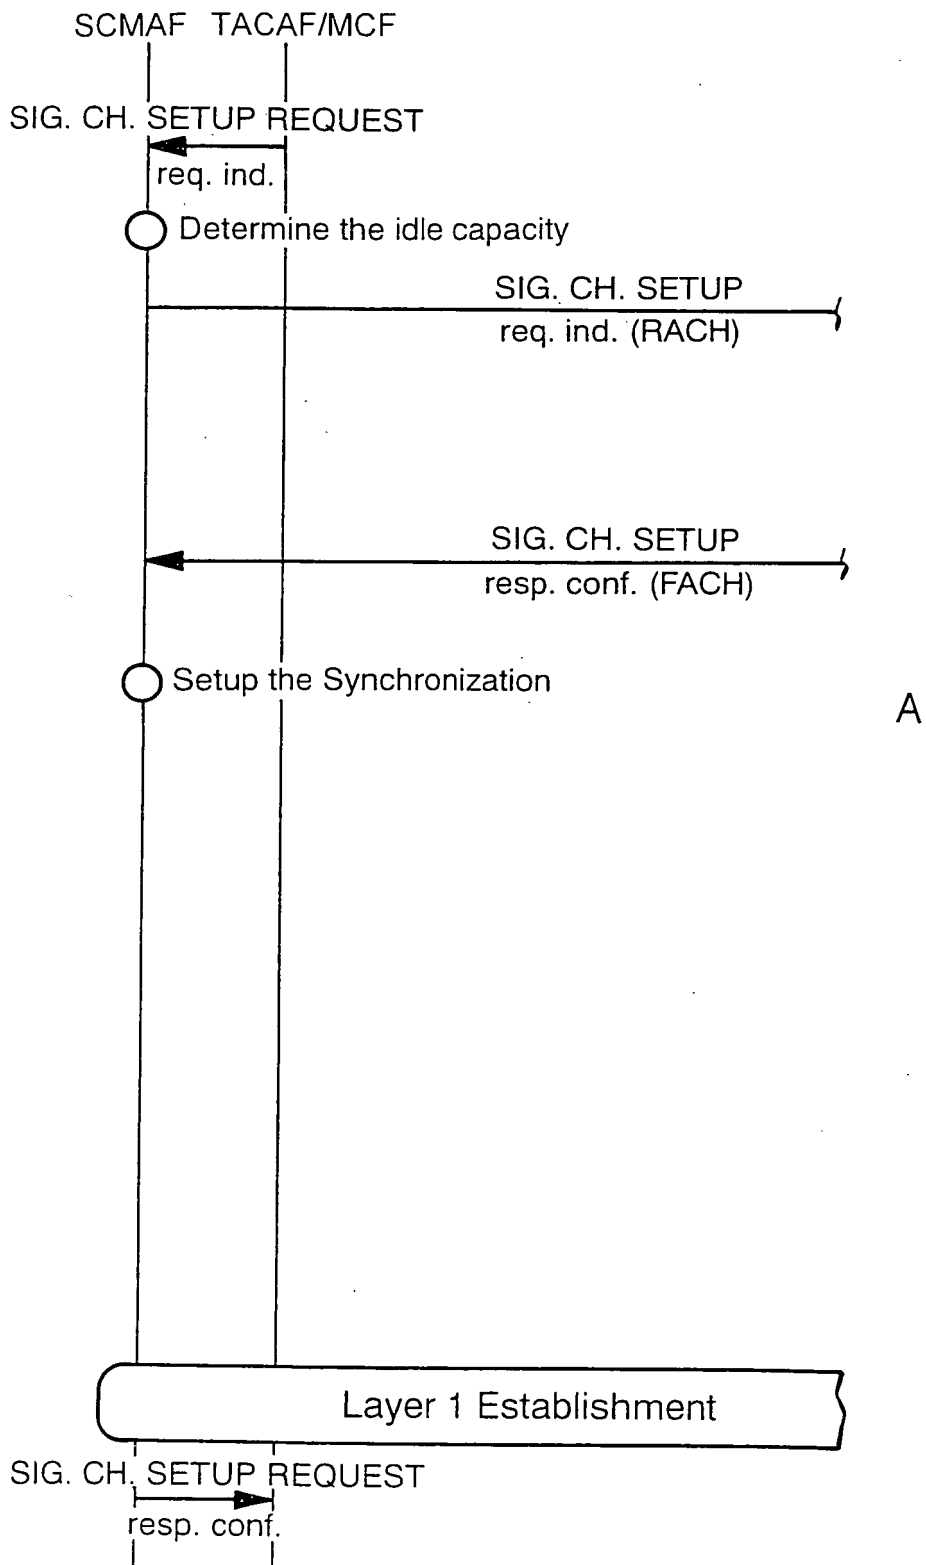 SCMAF TACAF/MCF
SIG. CH. SETUP REQUEST
req. ind.
Determine the idle capacity
SIG. CH. SETUP
req. ind. (RACH)
SIG. CH. SETUP
resp. conf. (FACH)
Setup the Synchronization
A
Layer 1 Establishment
SIG. CH. SETUP REQUEST
resp. conf.